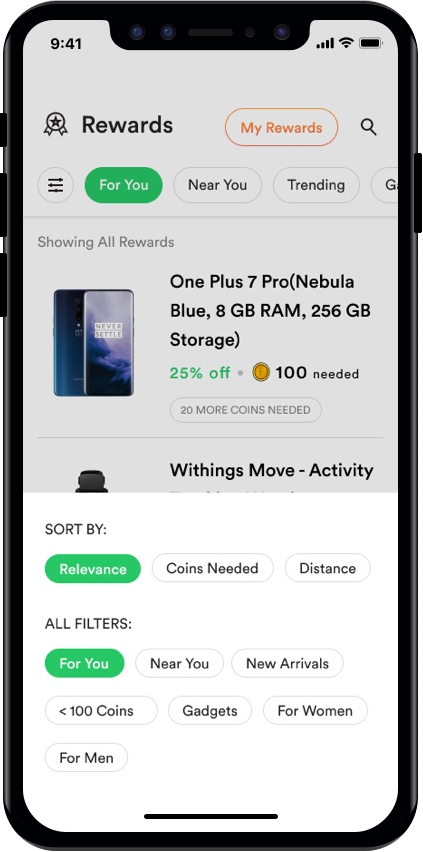 9:41
Rewards
My Rewards
For You
Near You
Trending
Showing All Rewards
One Plus 7 Pro(Nebula
Blue, 8 GB RAM, 256 GB
Storage)
NEVER
SETTLE
25% off • 100 needed
20 MORE COINS NEEDED
Withings Move - Activity
SORT BY:
Relevance
Coins Needed
Distance
ALL FILTERS:
For You
Near You
New Arrivals
< 100 Coins
Gadgets
For Women
For Men